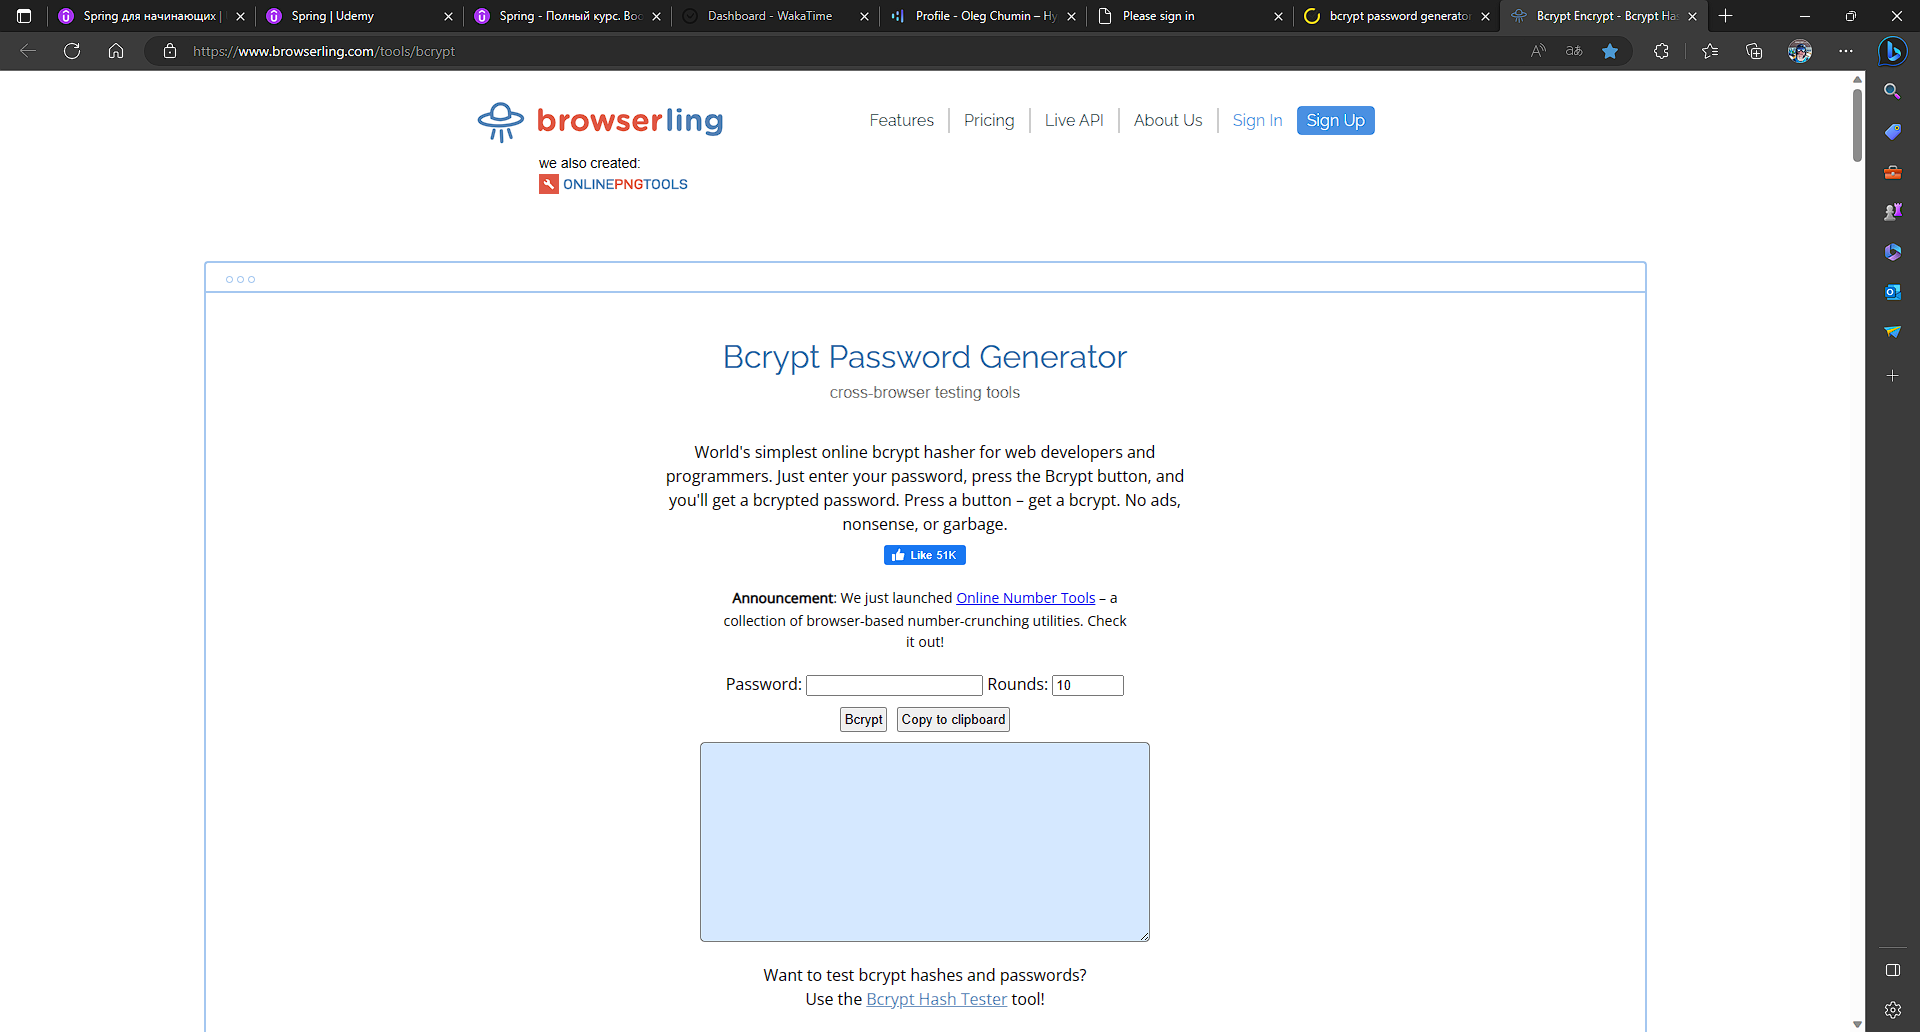 Spring для начинающих |
Spring | Udemy
Spring - Полный курс. Boo
Dashboard - WakaTime
Profile - Oleg Chumin – Hy
Please sign in
bcrypt password generator
Bcrypt Encrypt - Bcrypt Ha
https://www.browserling.com/tools/bcrypt
browserling
Features
Pricing
Live API
About Us
Sign In
Sign Up
we also created:
ONLINEPNGTOOLS
Bcrypt Password Generator
cross-browser testing tools
World's simplest online bcrypt hasher for web developers and
programmers. Just enter your password, press the Bcrypt button, and
you'll get a bcrypted password. Press a button – get a bcrypt. No ads,
nonsense, or garbage.
Like 51K
Announcement: We just launched Online Number Tools – a
collection of browser-based number-crunching utilities. Check
it out!
Password: Rounds: 10
Bcrypt Copy to clipboard
Want to test bcrypt hashes and passwords?
Use the Bcrypt Hash Tester tool!